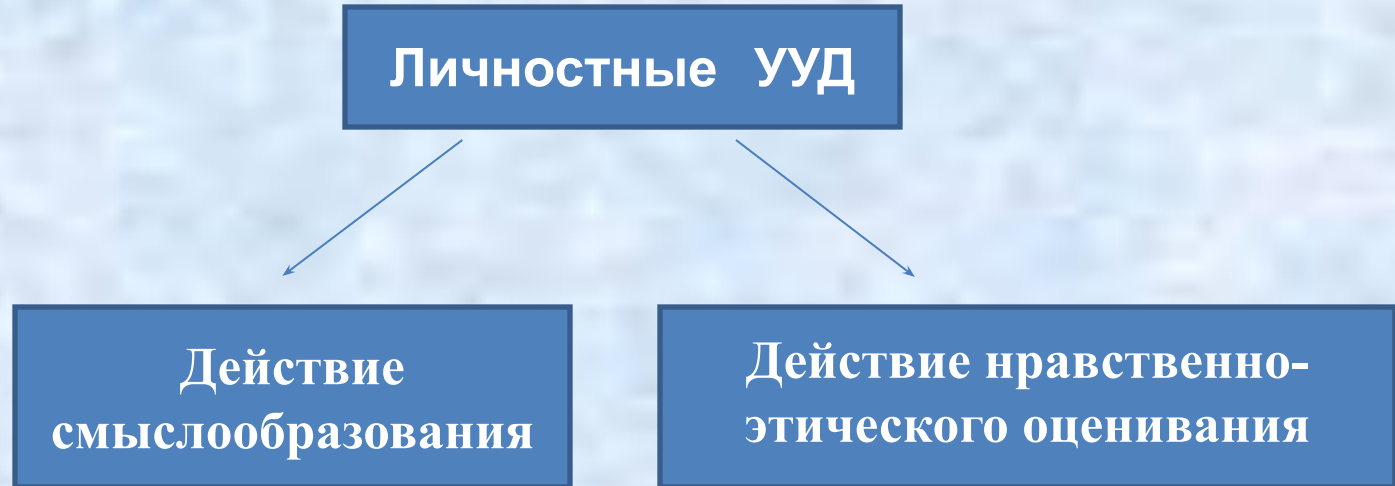 Личностные УУД
Действие
смыслообразования
Действие нравственно-
этического оценивания